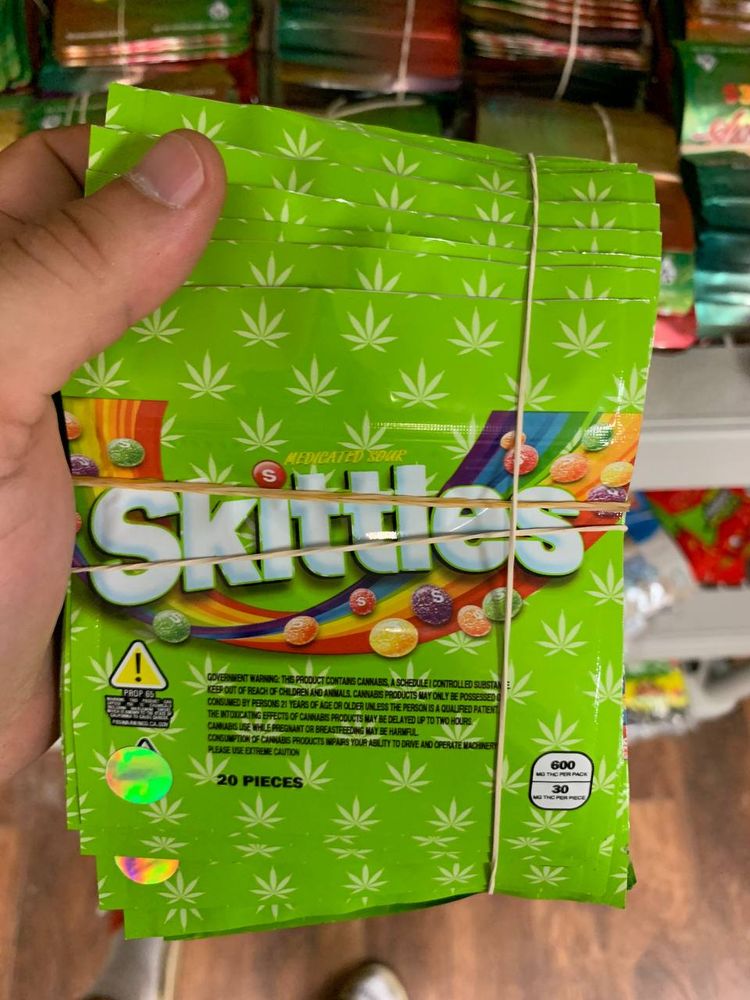 MEDICATED SOUR
Skittles
PROP 65
GOVERNMENT WARNING: THIS PRODUCT CONTAINS CANNABIS, A SCHEDULE I CONTROLLED SUBSTAN
KEEP OUT OF REACH OF CHILDREN AND ANIMALS. CANNABIS PRODUCTS MAY ONLY BE POSSESSED O
CONSUMED BY PERSONS 21 YEARS OF AGE OR OLDER UNLESS THE PERSON IS A QUALIFIED PATIENT
THE INTOXICATING EFFECTS OF CANNABIS PRODUCTS MAY BE DELAYED UP TO TWO HOURS.
CANNABIS USE WHILE PREGNANT OR BREASTFEEDING MAY BE HARMFUL.
CONSUMPTION OF CANNABIS PRODUCTS IMPAIRS YOUR ABILITY TO DRIVE AND OPERATE MACHINERY
PLEASE USE EXTREME CAUTION
20 PIECES
600
MG THC PER PACK
30
MG THC PER PIECE